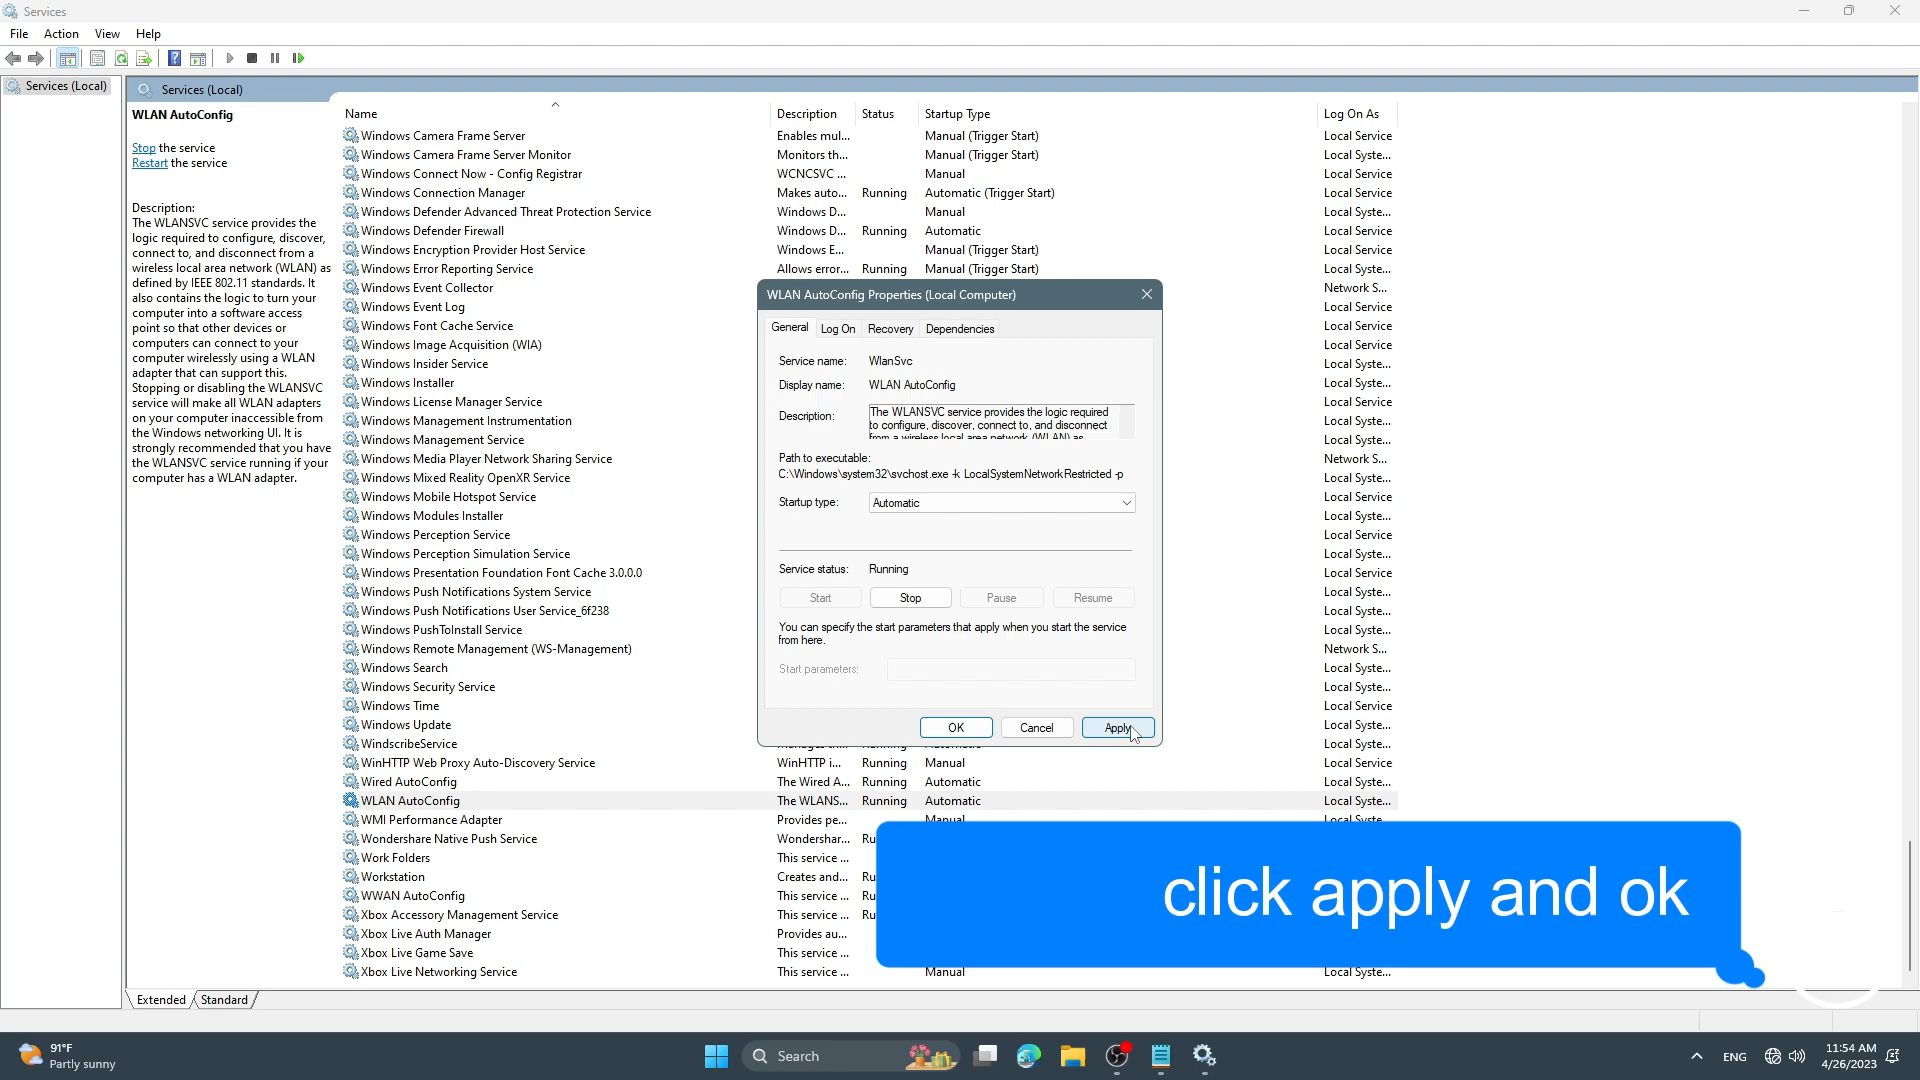 Services
File Action View Help
Services (Local)
Services (Local)
WLAN AutoConfig
Stop the service
Restart the service
Description:
The WLANSVC service provides the
logic required to configure, discover,
connect to, and disconnect from a
wireless local area network (WLAN) as
defined by IEEE 802.11 standards. It
also contains the logic to turn your
computer into a software access
point so that other devices or
computers can connect to your
computer wirelessly using a WLAN
adapter that can support this.
Stopping or disabling the WLANSVC
service will make all WLAN adapters
on your computer inaccessible from
the Windows networking UI. It is
strongly recommended that you have
the WLANSVC service running if your
computer has a WLAN adapter.
Name Description Status Startup Type Log On As
Windows Camera Frame Server Enables mul... Manual (Trigger Start) Local Service
Windows Camera Frame Server Monitor Monitors th... Manual (Trigger Start) Local Syste...
Windows Connect Now - Config Registrar WCNCSVC ... Manual Local Service
Windows Connection Manager Makes auto... Running Automatic (Trigger Start) Local Service
Windows Defender Advanced Threat Protection Service Windows D... Manual Local Syste...
Windows Defender Firewall Windows D... Running Automatic Local Service
Windows Encryption Provider Host Service Windows E... Manual (Trigger Start) Local Service
Windows Error Reporting Service Allows error... Running Manual (Trigger Start) Local Syste...
Windows Event Collector Network S...
Windows Event Log Local Service
Windows Font Cache Service Local Service
Windows Image Acquisition (WIA) Local Service
Windows Insider Service Local Syste...
Windows Installer Local Syste...
Windows License Manager Service Local Service
Windows Management Instrumentation Local Syste...
Windows Management Service Local Syste...
Windows Media Player Network Sharing Service Network S...
Windows Mixed Reality OpenXR Service Local Syste...
Windows Mobile Hotspot Service Local Service
Windows Modules Installer Local Syste...
Windows Perception Service Local Service
Windows Perception Simulation Service Local Syste...
Windows Presentation Foundation Font Cache 3.0.0.0 Local Service
Windows Push Notifications System Service Local Syste...
Windows Push Notifications User Service_6f238 Local Syste...
Windows PushToInstall Service Local Syste...
Windows Remote Management (WS-Management) Network S...
Windows Search Local Syste...
Windows Security Service Local Syste...
Windows Time Local Service
Windows Update Local Syste...
WindscribeService Local Syste...
WinHTTP Web Proxy Auto-Discovery Service WinHTTP i... Running Manual Local Service
Wired AutoConfig The Wired A... Running Automatic Local Syste...
WLAN AutoConfig The WLANS... Running Automatic Local Syste...
WMI Performance Adapter Provides pe... Manual Local Syste...
Wondershare Native Push Service Wondershar... Ru
Work Folders This service ...
Workstation Creates and... Ru
WWAN AutoConfig This service ... Ru
Xbox Accessory Management Service This service ... Ru
Xbox Live Auth Manager Provides au...
Xbox Live Game Save This service ...
Xbox Live Networking Service This service ... Manual Local Syste...
WLAN AutoConfig Properties (Local Computer)
General Log On Recovery Dependencies
Service name: WlanSvc
Display name: WLAN AutoConfig
Description: The WLANSVC service provides the logic required
to configure, discover, connect to, and disconnect
from a wireless local area network (WLAN) as
Path to executable:
C:\Windows\system32\svchost.exe -k LocalSystemNetworkRestricted -p
Startup type: Automatic
Service status: Running
Start Stop Pause Resume
You can specify the start parameters that apply when you start the service
from here.
Start parameters:
OK Cancel Apply
click apply and ok
Extended Standard
91°F
Partly sunny
Search
ENG
11:54 AM
4/26/2023